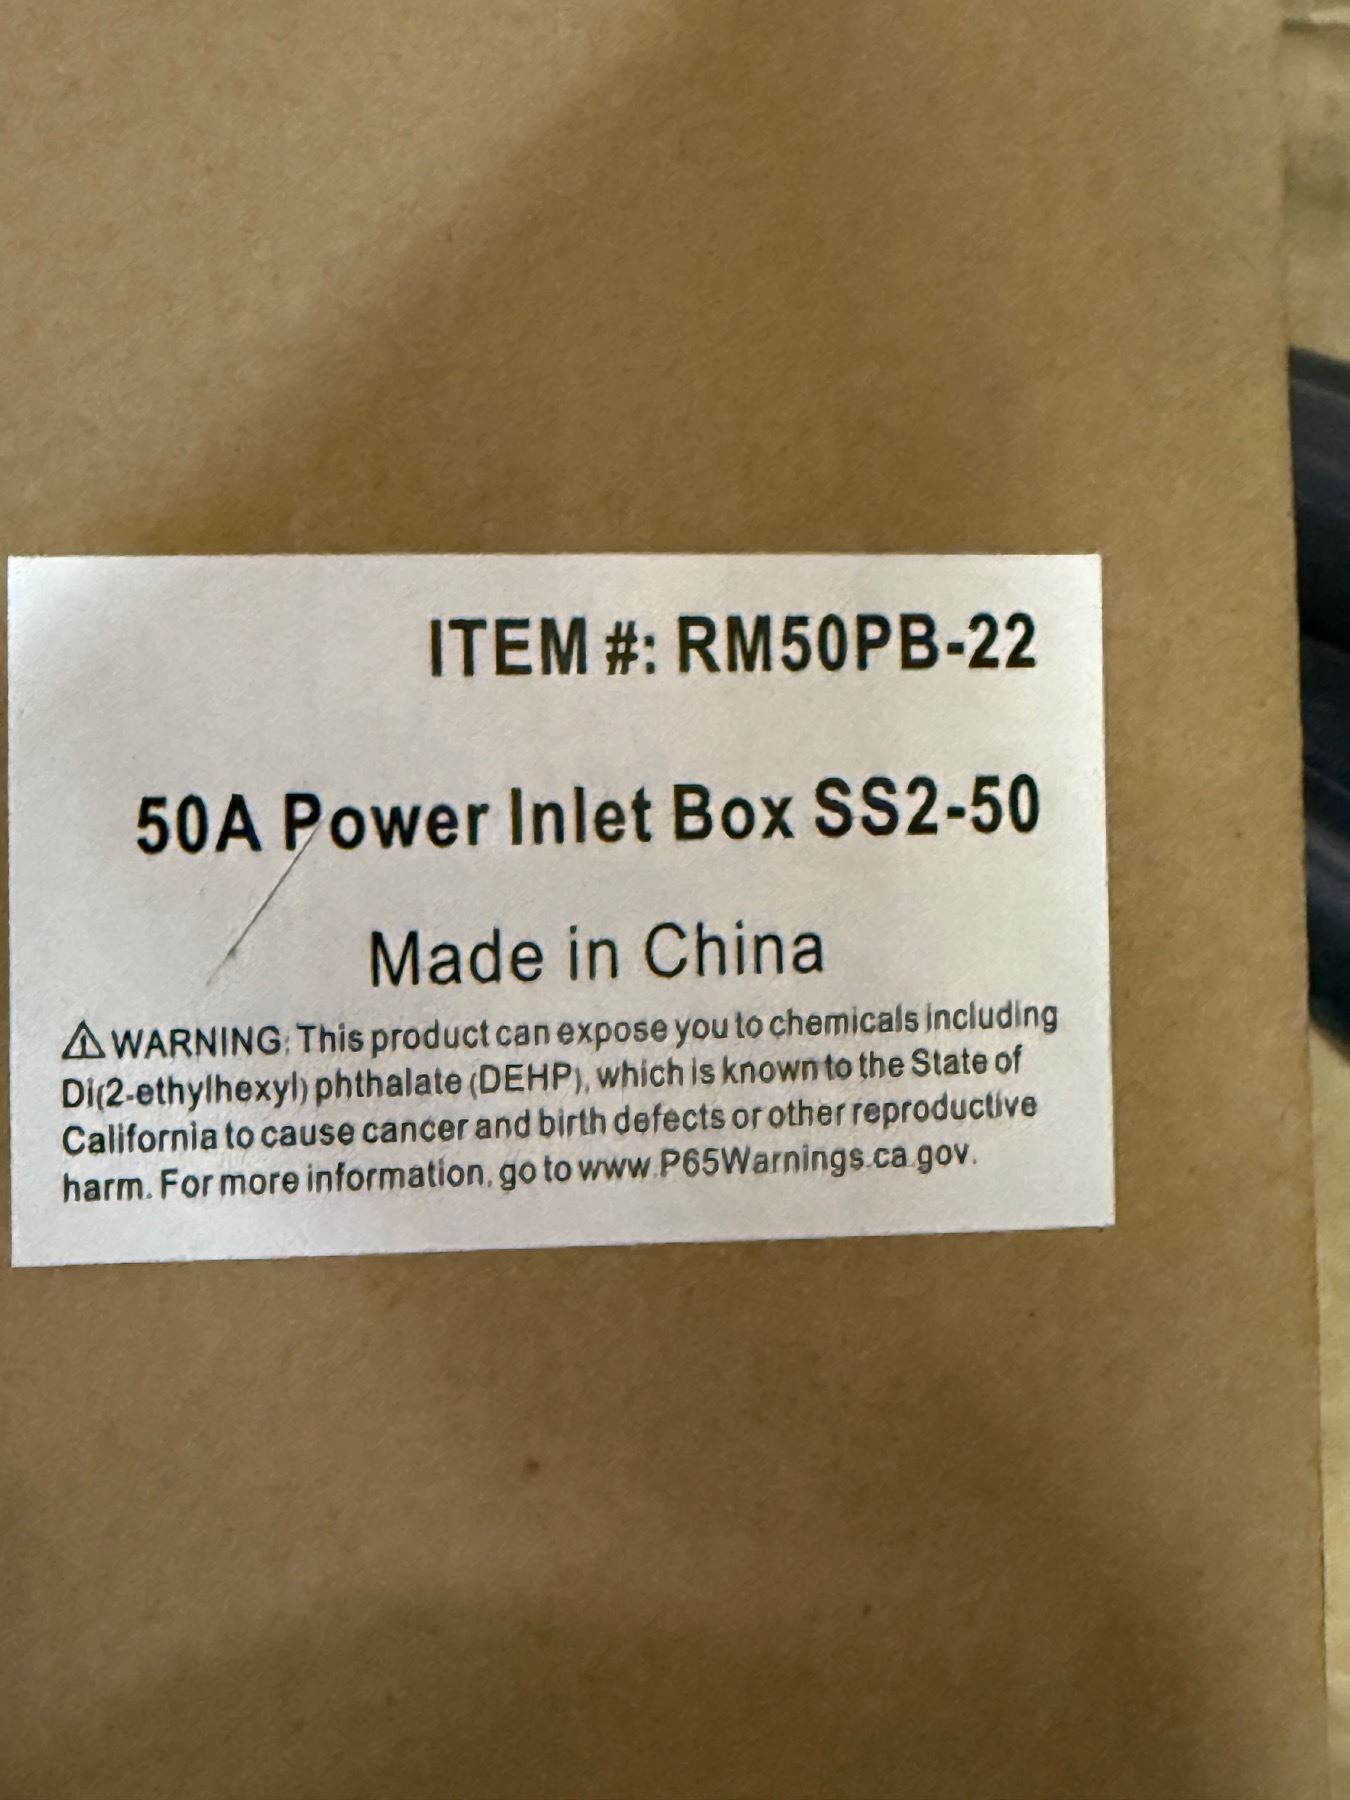 ITEM #: RM50PB-22
50A Power Inlet Box SS2-50
Made in China
⚠WARNING: This product can expose you to chemicals including
Di(2-ethylhexyl) phthalate (DEHP), which is known to the State of
California to cause cancer and birth defects or other reproductive
harm. For more information, go to www.P65Warnings.ca.gov.